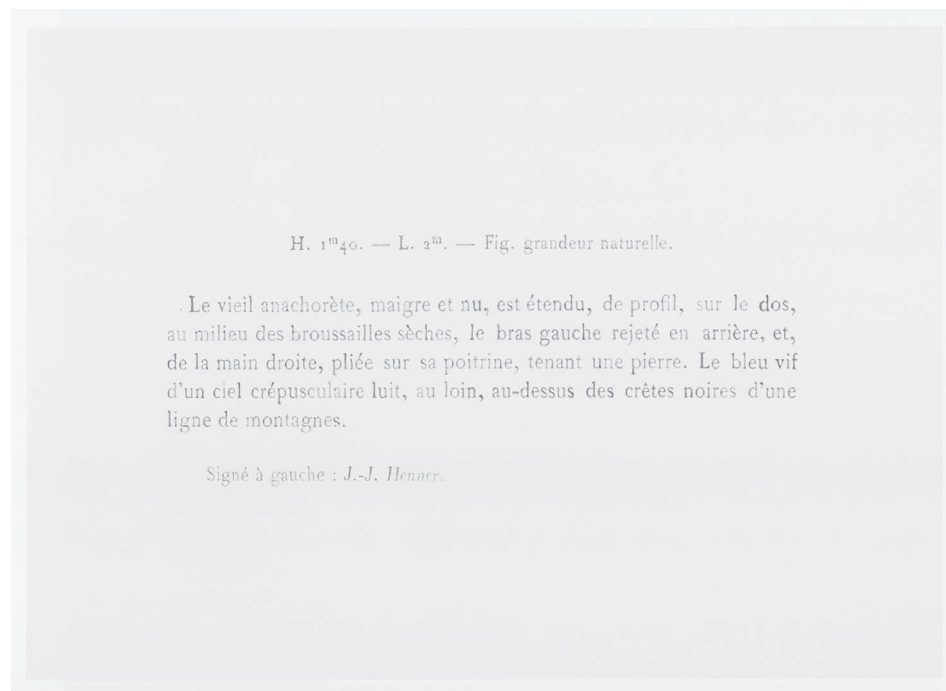 H. 1ᵐ40. — L. 2ᵐ. — Fig. grandeur naturelle.
Le vieil anachorète, maigre et nu, est étendu, de profil, sur le dos,
au milieu des broussailles sèches, le bras gauche rejeté en arrière, et,
de la main droite, pliée sur sa poitrine, tenant une pierre. Le bleu vif
d'un ciel crépusculaire luit, au loin, au-dessus des crêtes noires d'une
ligne de montagnes.
Signé à gauche : J.-J. Henner.